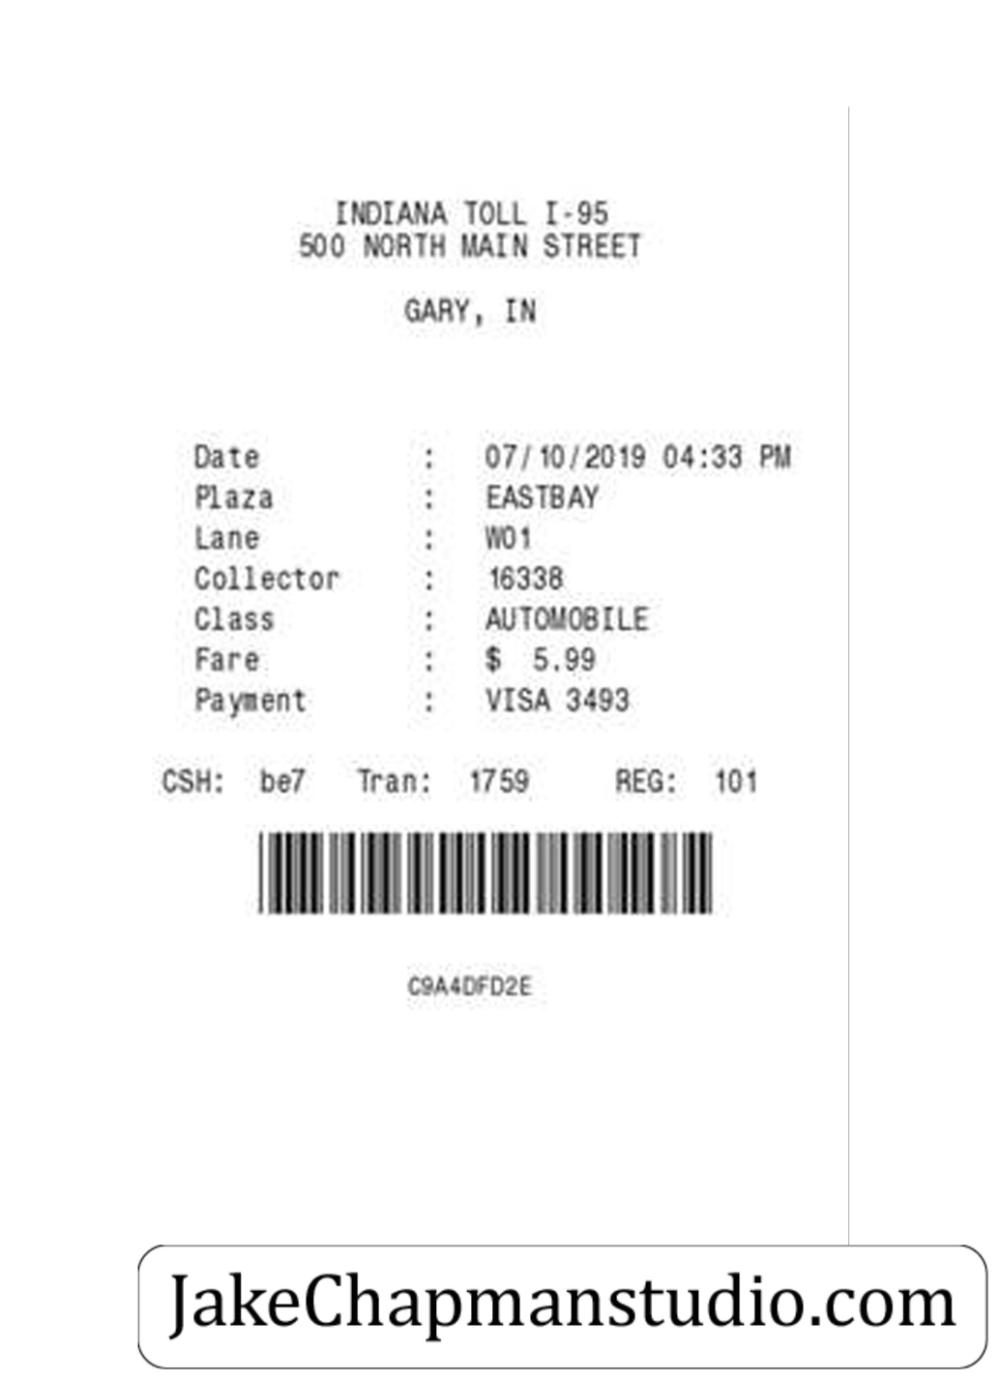 INDIANA TOLL I-95
500 NORTH MAIN STREET
GARY, IN
Date : 07/10/2019 04:33 PM
Plaza : EASTBAY
Lane : W01
Collector : 16338
Class : AUTOMOBILE
Fare : $ 5.99
Payment : VISA 3493
CSH: be7 Tran: 1759 REG: 101
C9A4DFD2E
JakeChapmanstudio.com